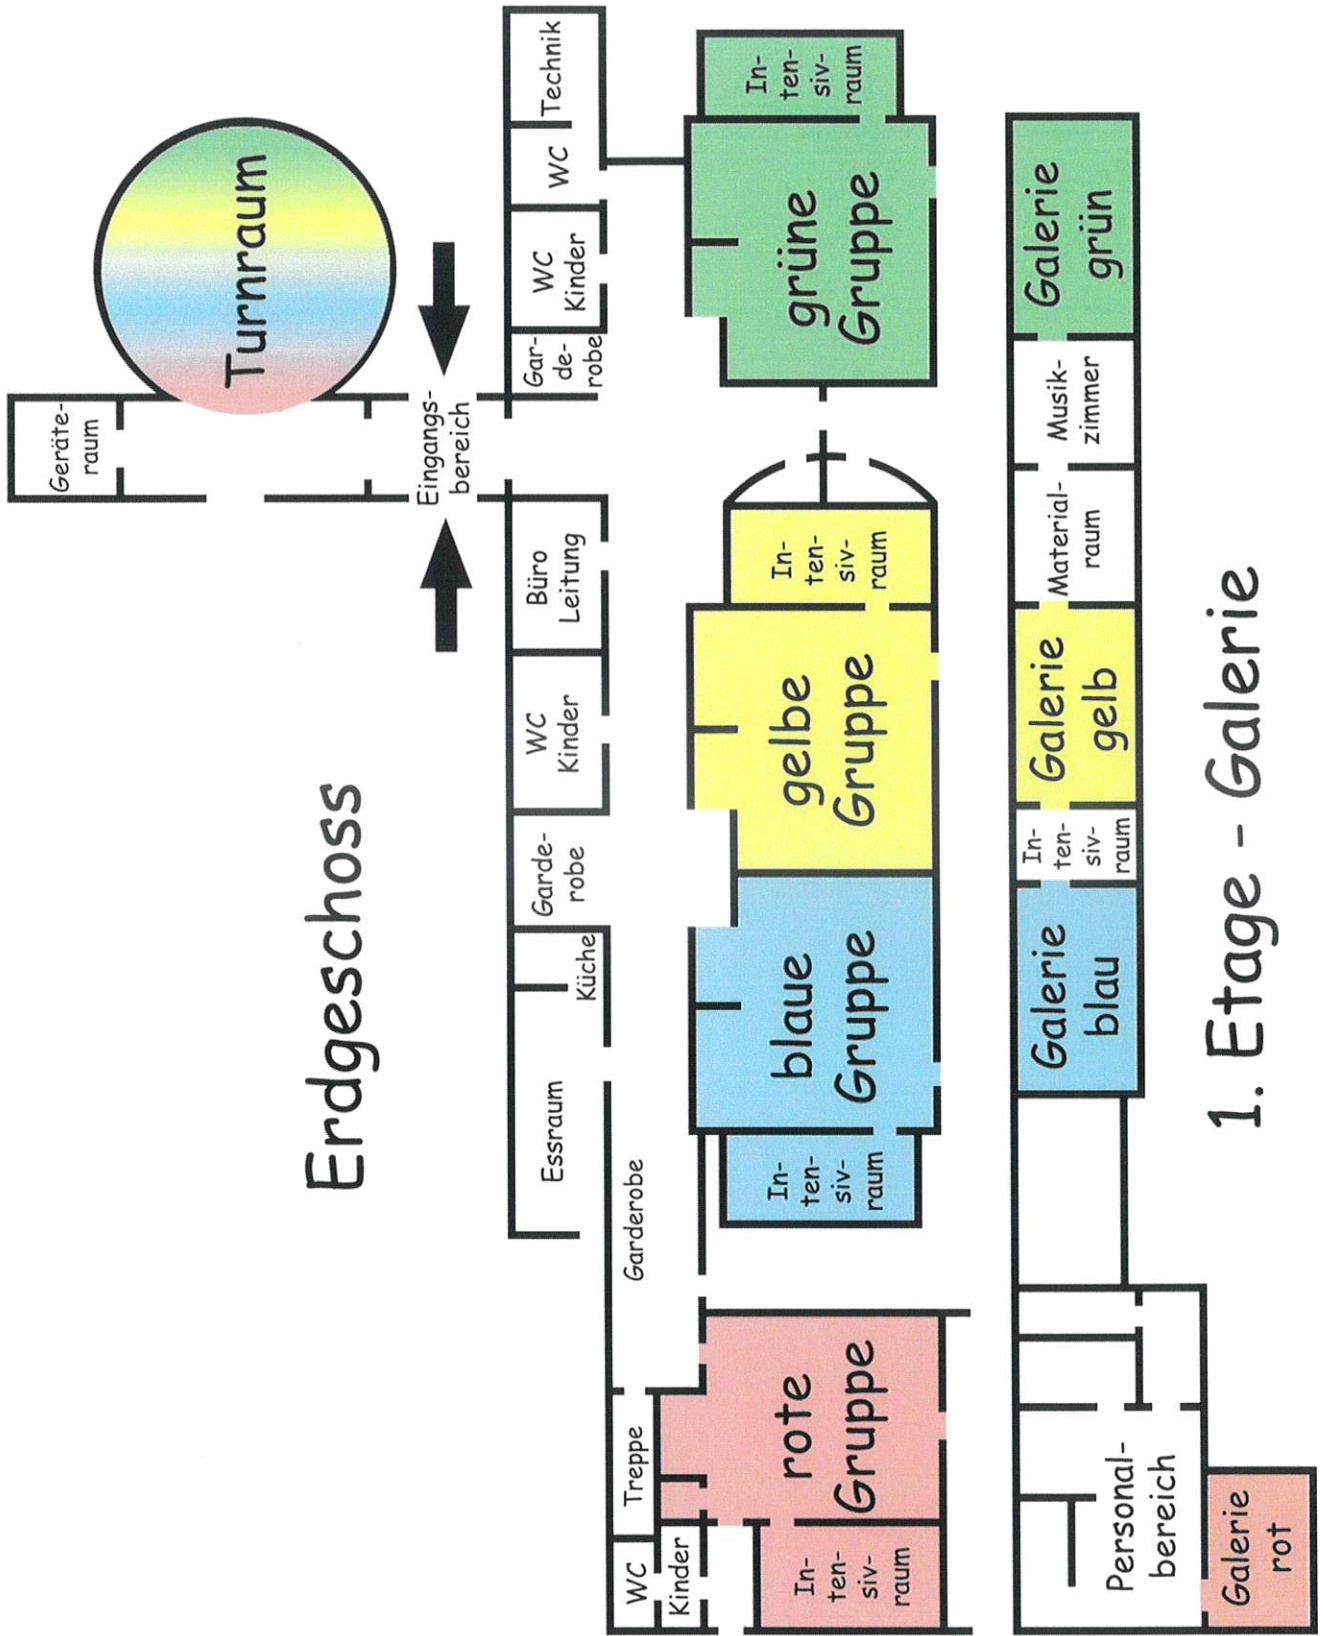 Erdgeschoss
Geräte-
raum
Turnraum
Eingangs-
bereich
WC
Kinder
Treppe
Garderobe
Essraum
Küche
Garde-
robe
WC
Kinder
Büro
Leitung
Gar-
de-
robe
WC
Kinder
WC
Technik
In-
ten-
siv-
raum
rote
Gruppe
In-
ten-
siv-
raum
blaue
Gruppe
gelbe
Gruppe
In-
ten-
siv-
raum
grüne
Gruppe
In-
ten-
siv-
raum
Personal-
bereich
Galerie
rot
Galerie
blau
In-
ten-
siv-
raum
Galerie
gelb
Material-
raum
Musik-
zimmer
Galerie
grün
1. Etage - Galerie